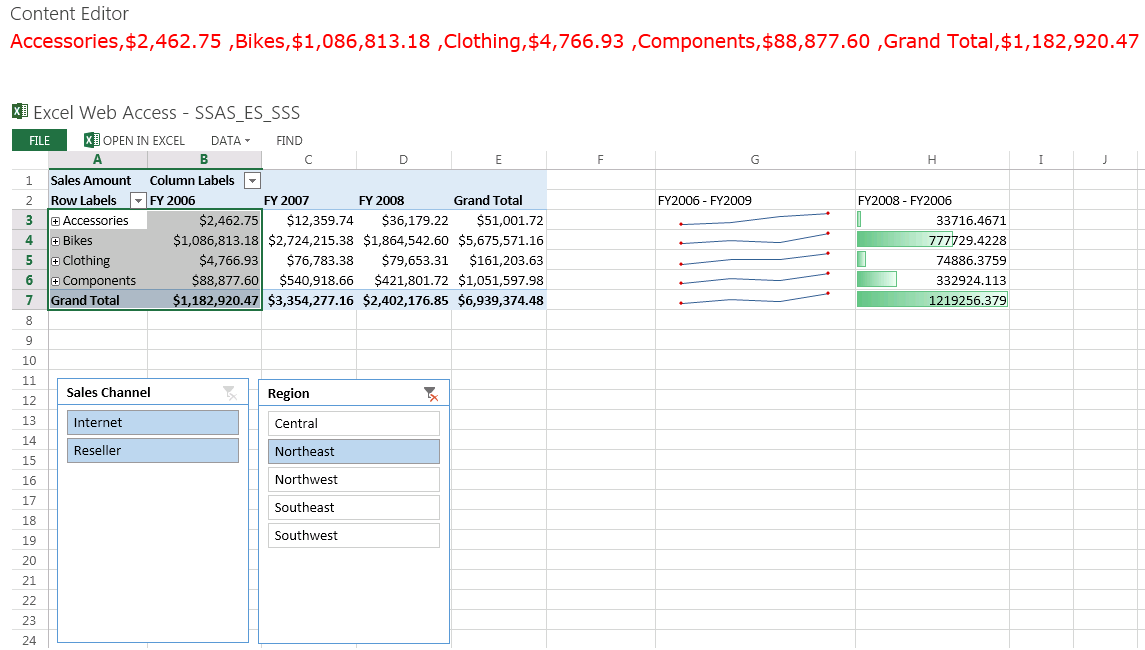 Content Editor
Accessories,$2,462.75 ,Bikes,$1,086,813.18 ,Clothing,$4,766.93 ,Components,$88,877.60 ,Grand Total,$1,182,920.47
Excel Web Access - SSAS_ES_SSS
FILE OPEN IN EXCEL DATA FIND
A B C D E F G H I J
1 Sales Amount Column Labels
2 Row Labels FY 2006 FY 2007 FY 2008 Grand Total FY2006 - FY2009 FY2008 - FY2006
3 Accessories $2,462.75 $12,359.74 $36,179.22 $51,001.72 33716.4671
4 Bikes $1,086,813.18 $2,724,215.38 $1,864,542.60 $5,675,571.16 777729.4228
5 Clothing $4,766.93 $76,783.38 $79,653.31 $161,203.63 74886.3759
6 Components $88,877.60 $540,918.66 $421,801.72 $1,051,597.98 332924.113
7 Grand Total $1,182,920.47 $3,354,277.16 $2,402,176.85 $6,939,374.48 1219256.379
8
9
10
11
12 Sales Channel Region
13 Internet Central
14
15 Reseller Northeast
16 Northwest
17
18 Southeast
19 Southwest
20
21
22
23
24